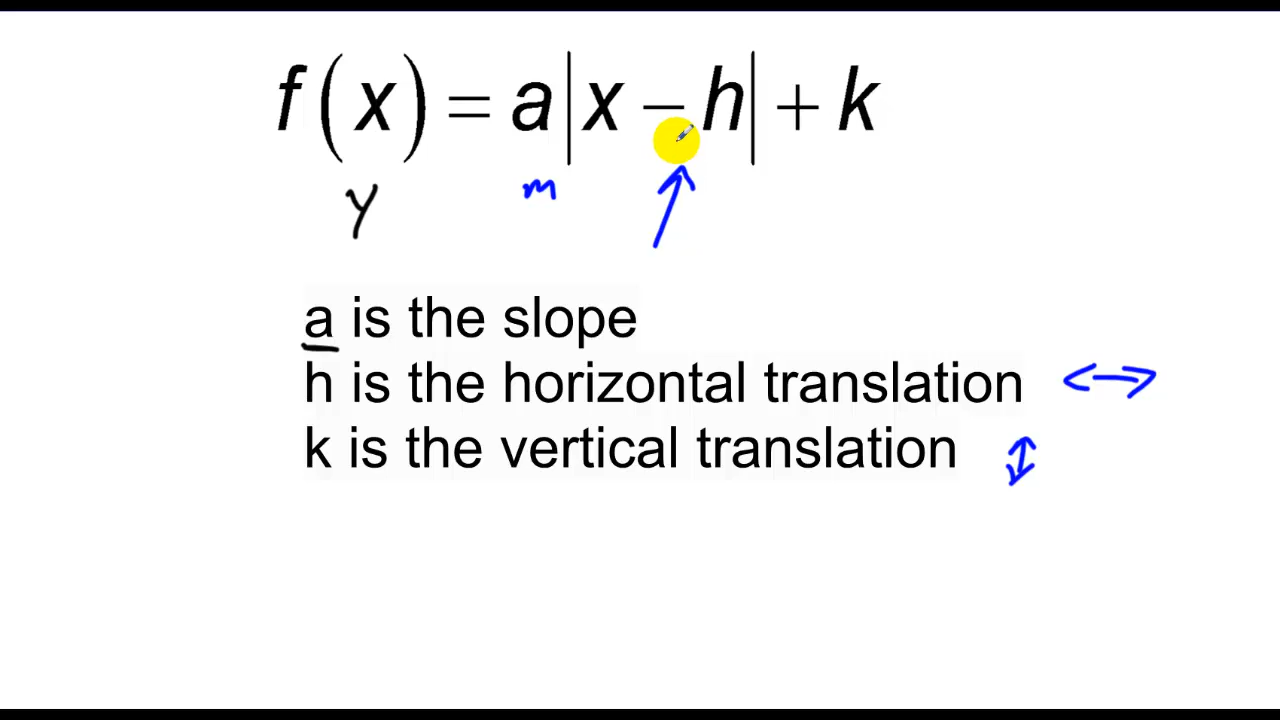 f(x) = a|x − h| + k
y m
a is the slope
h is the horizontal translation
k is the vertical translation